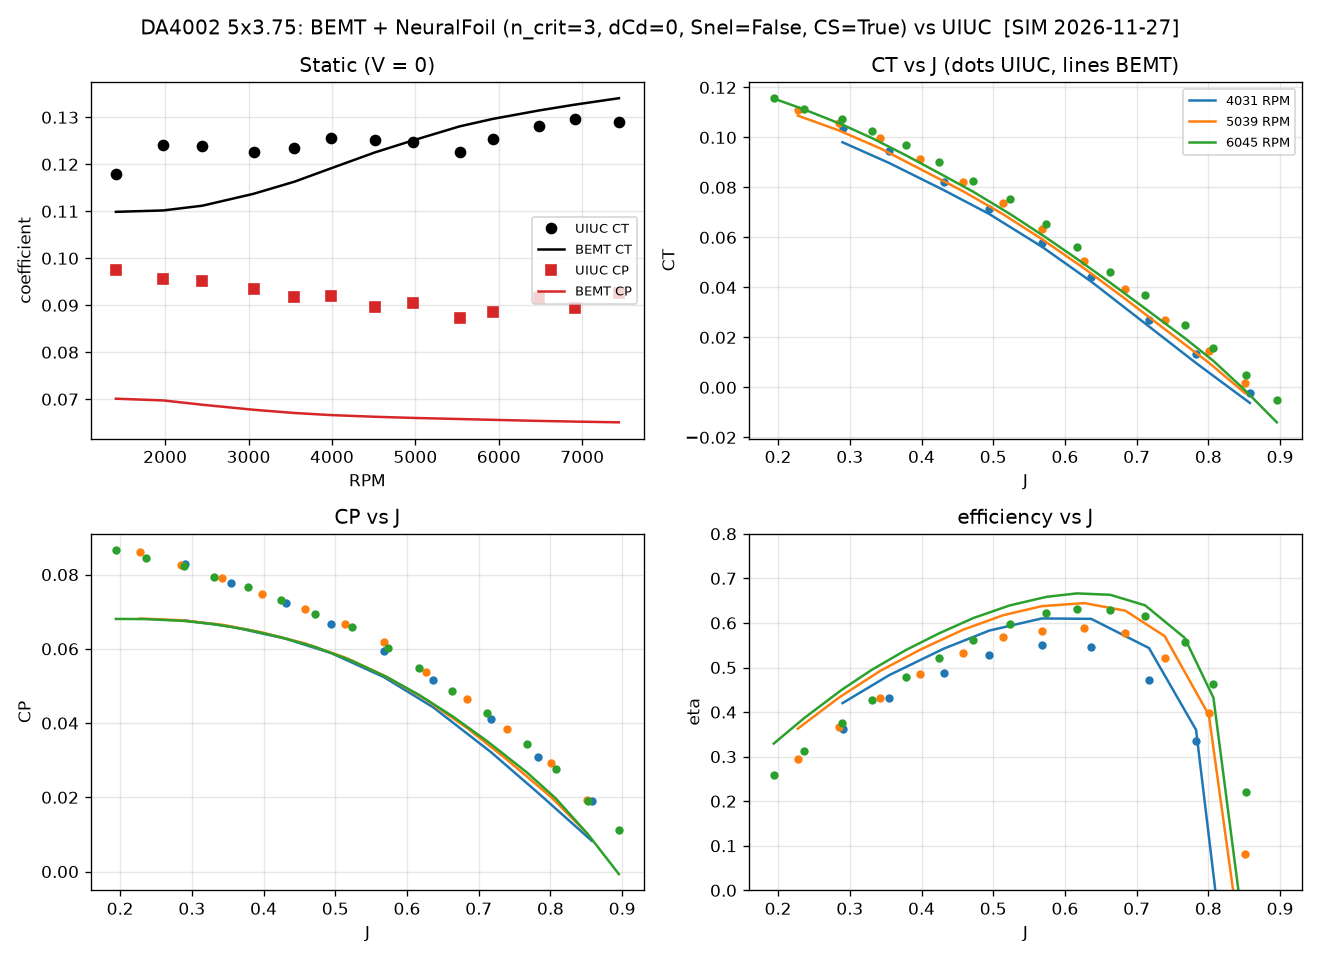 DA4002 5x3.75: BEMT + NeuralFoil (n_crit=3, dCd=0, Snel=False, CS=True) vs UIUC  [SIM 2026-11-27]
Static (V = 0)
coefficient
0.13
0.12
0.11
0.10
0.09
0.08
0.07
UIUC CT
BEMT CT
UIUC CP
BEMT CP
2000 3000 4000 5000 6000 7000
RPM
CT vs J (dots UIUC, lines BEMT)
CT
0.12
0.10
0.08
0.06
0.04
0.02
0.00
−0.02
4031 RPM
5039 RPM
6045 RPM
0.2 0.3 0.4 0.5 0.6 0.7 0.8 0.9
J
CP vs J
CP
0.08
0.06
0.04
0.02
0.00
0.2 0.3 0.4 0.5 0.6 0.7 0.8 0.9
J
efficiency vs J
eta
0.8
0.7
0.6
0.5
0.4
0.3
0.2
0.1
0.0
0.2 0.3 0.4 0.5 0.6 0.7 0.8 0.9
J